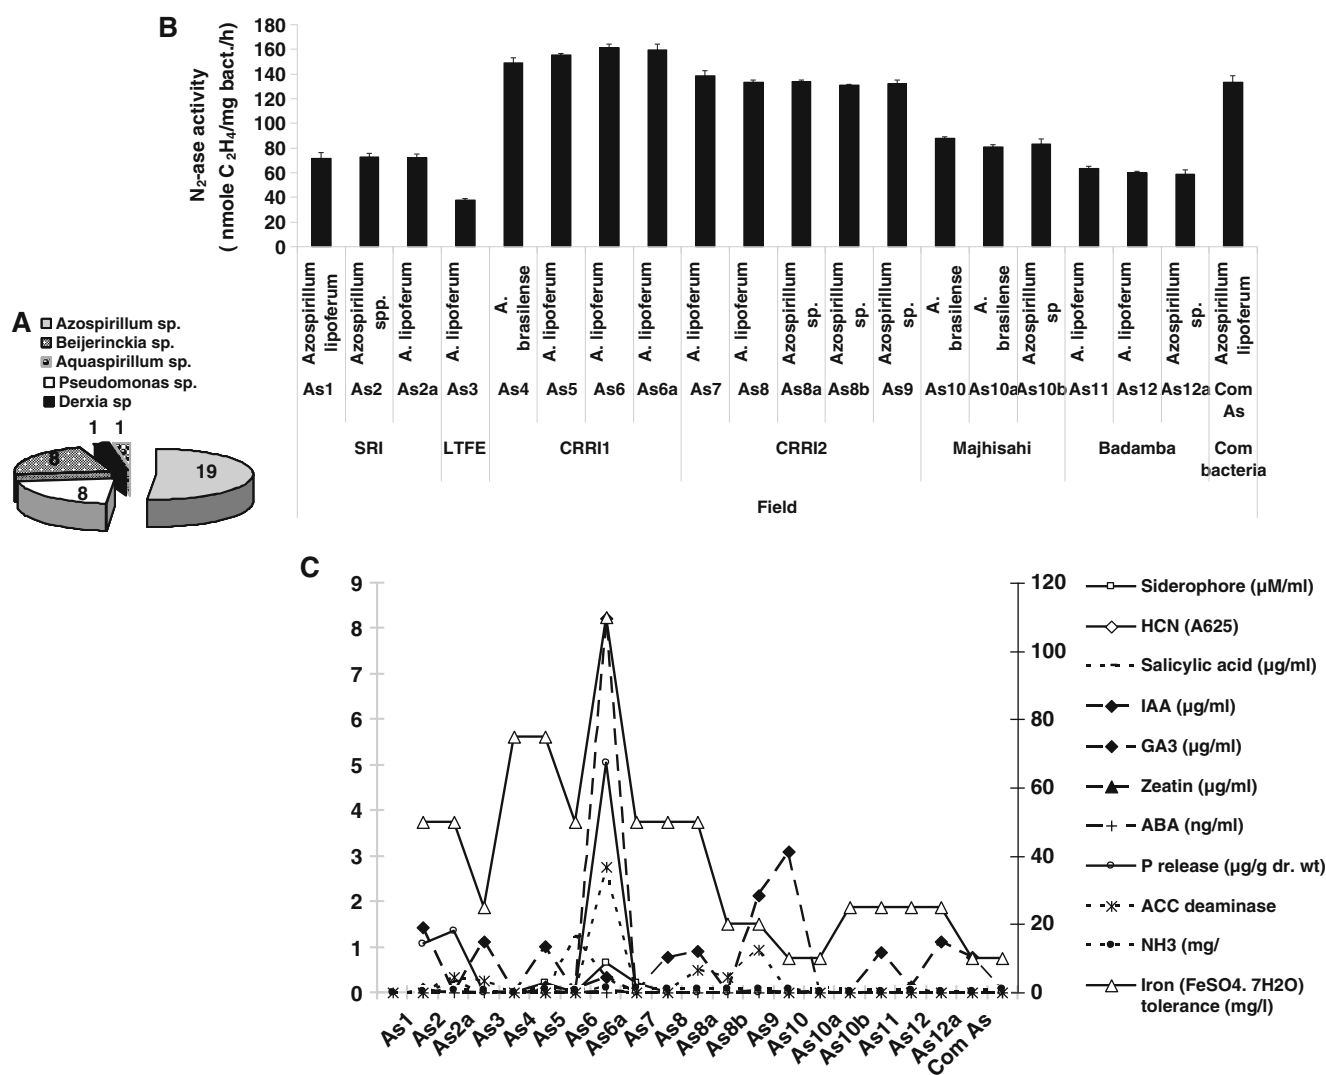 B
N2-ase activity
( nmole C 2H4/mg bact./h)
180
160
140
120
100
80
60
40
20
0
Azospirillum lipoferum
Azospirillum spp.
A. lipoferum
A. lipoferum
A. brasilense
A. lipoferum
A. lipoferum
A. lipoferum
A. lipoferum
A. lipoferum
Azospirillum sp.
Azospirillum sp.
Azospirillum sp.
A. brasilense
A. brasilense
Azospirillum sp
A. lipoferum
A. lipoferum
Azospirillum sp.
Azospirillum lipoferum
As1 As2 As2a As3 As4 As5 As6 As6a As7 As8 As8a As8b As9 As10 As10a As10b As11 As12 As12a Com As
SRI LTFE CRRI1 CRRI2 Majhisahi Badamba Com bacteria
Field
A
Azospirillum sp.
Beijerinckia sp.
Aquaspirillum sp.
Pseudomonas sp.
Derxia sp
1 1
8
19
8
C
9
8
7
6
5
4
3
2
1
0
120
100
80
60
40
20
0
As1 As2 As2a As3 As4 As5 As6 As6a As7 As8 As8a As8b As9 As10 As10a As10b As11 As12 As12a Com As
Siderophore (µM/ml)
HCN (A625)
Salicylic acid (µg/ml)
IAA (µg/ml)
GA3 (µg/ml)
Zeatin (µg/ml)
ABA (ng/ml)
P release (µg/g dr. wt)
ACC deaminase
NH3 (mg/
Iron (FeSO4. 7H2O)
tolerance (mg/l)